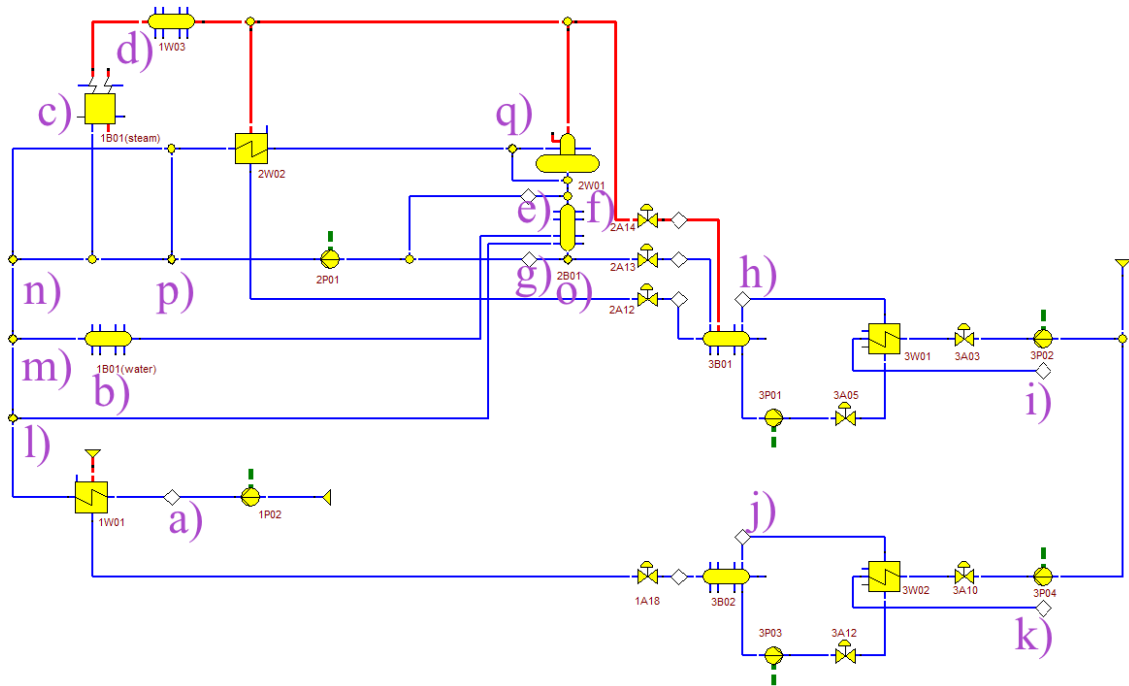 1W03
d)
c)
1B01(steam)
q)
2W02
2W01
e)
f)
2A14
2P01
g)
2B01
2A13
n)
p)
o)
h)
2A12
3B01
3W01
3A03
3P02
m)
1B01(water)
b)
i)
3P01
3A05
l)
a)
1W01
1P02
j)
1A18
3B02
3W02
3A10
3P04
k)
3P03
3A12